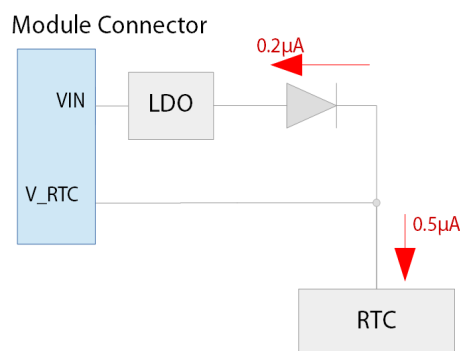 Module Connector
0.2µA
VIN
LDO
V_RTC
0.5µA
RTC